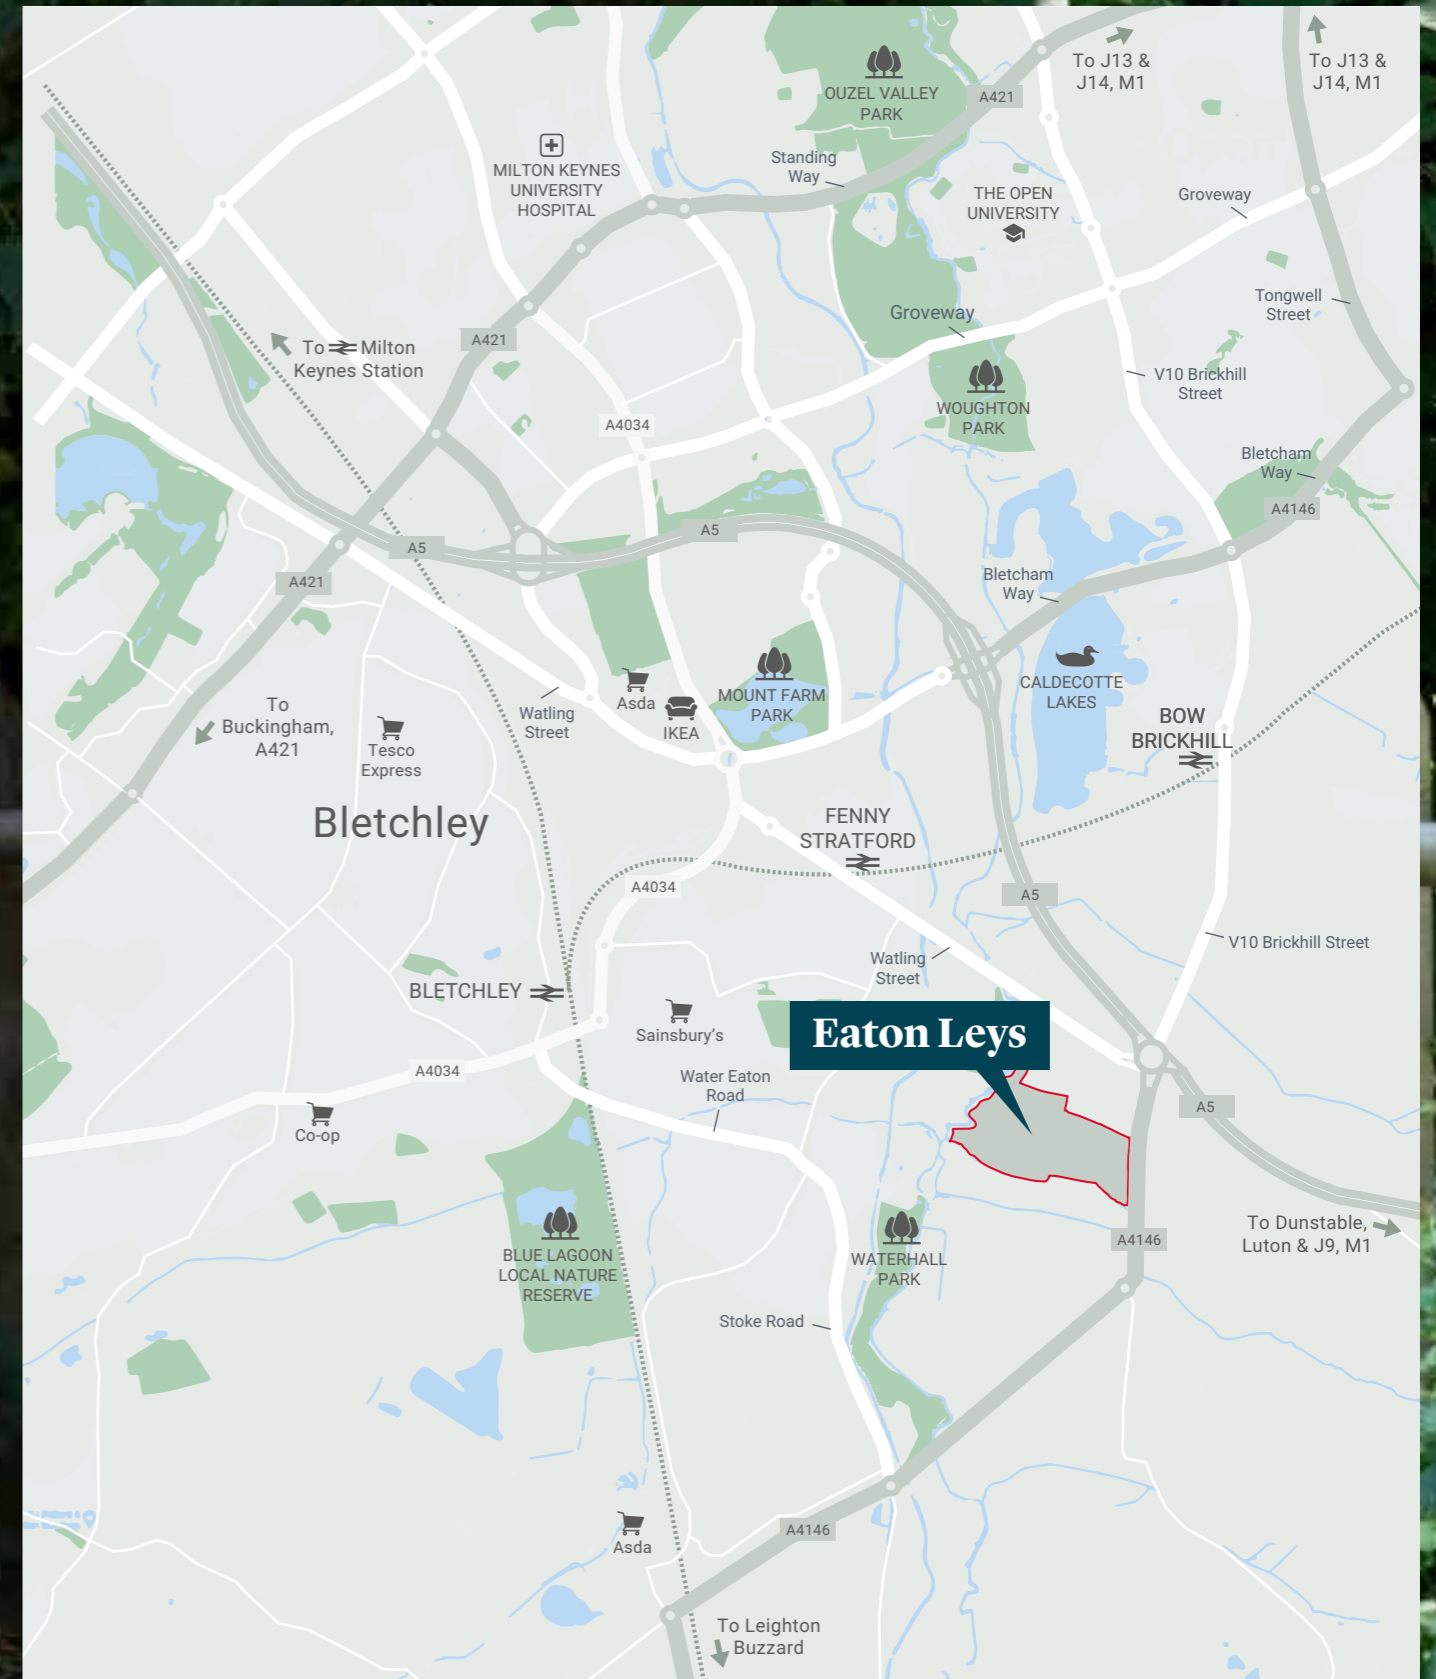 To J13 &
J14, M1
To J13 &
J14, M1
OUZEL VALLEY
PARK
A421
MILTON KEYNES
UNIVERSITY
HOSPITAL
Standing
Way
THE OPEN
UNIVERSITY
Groveway
Tongwell
Street
Groveway
A421
To Milton
Keynes Station
V10 Brickhill
Street
WOUGHTON
PARK
A4034
Bletcham
Way
A4146
A5
A5
A421
Bletcham
Way
CALDECOTTE
LAKES
MOUNT FARM
PARK
Asda
IKEA
Watling
Street
To
Buckingham,
A421
Tesco
Express
BOW
BRICKHILL
Bletchley
FENNY
STRATFORD
A4034
A5
V10 Brickhill Street
Watling
Street
BLETCHLEY
Sainsbury's
Eaton Leys
A4034
Water Eaton
Road
A5
Co-op
BLUE LAGOON
LOCAL NATURE
RESERVE
WATERHALL
PARK
A4146
To Dunstable,
Luton & J9, M1
Stoke Road
Asda
A4146
To Leighton
Buzzard